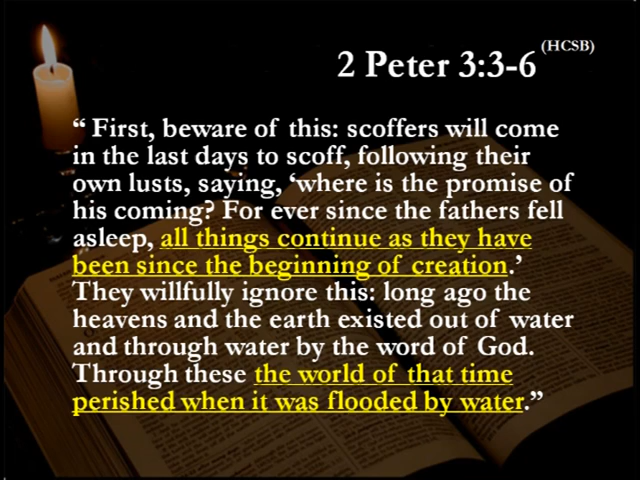 2 Peter 3:3-6 (HCSB)
“ First, beware of this: scoffers will come
in the last days to scoff, following their
own lusts, saying, ‘where is the promise of
his coming? For ever since the fathers fell
asleep, all things continue as they have
been since the beginning of creation.’
They willfully ignore this: long ago the
heavens and the earth existed out of water
and through water by the word of God.
Through these the world of that time
perished when it was flooded by water.”